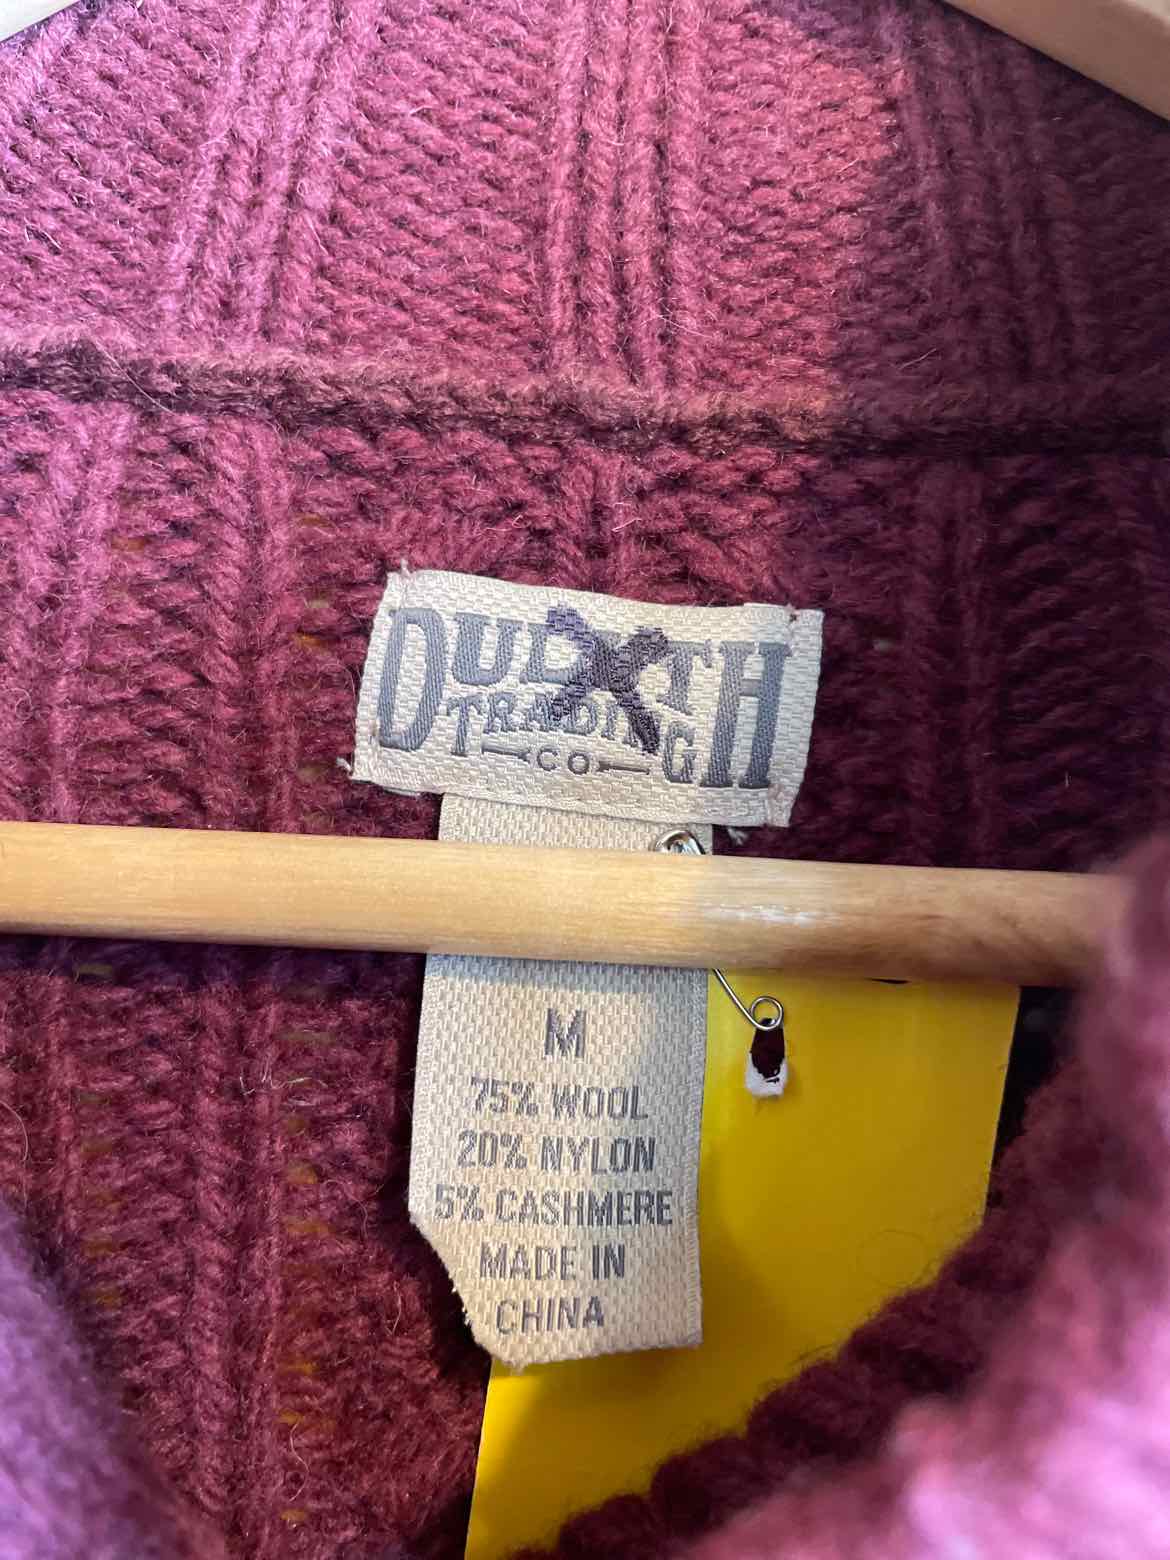 DULUTH
TRADING
CO
M
75% WOOL
20% NYLON
5% CASHMERE
MADE IN
CHINA